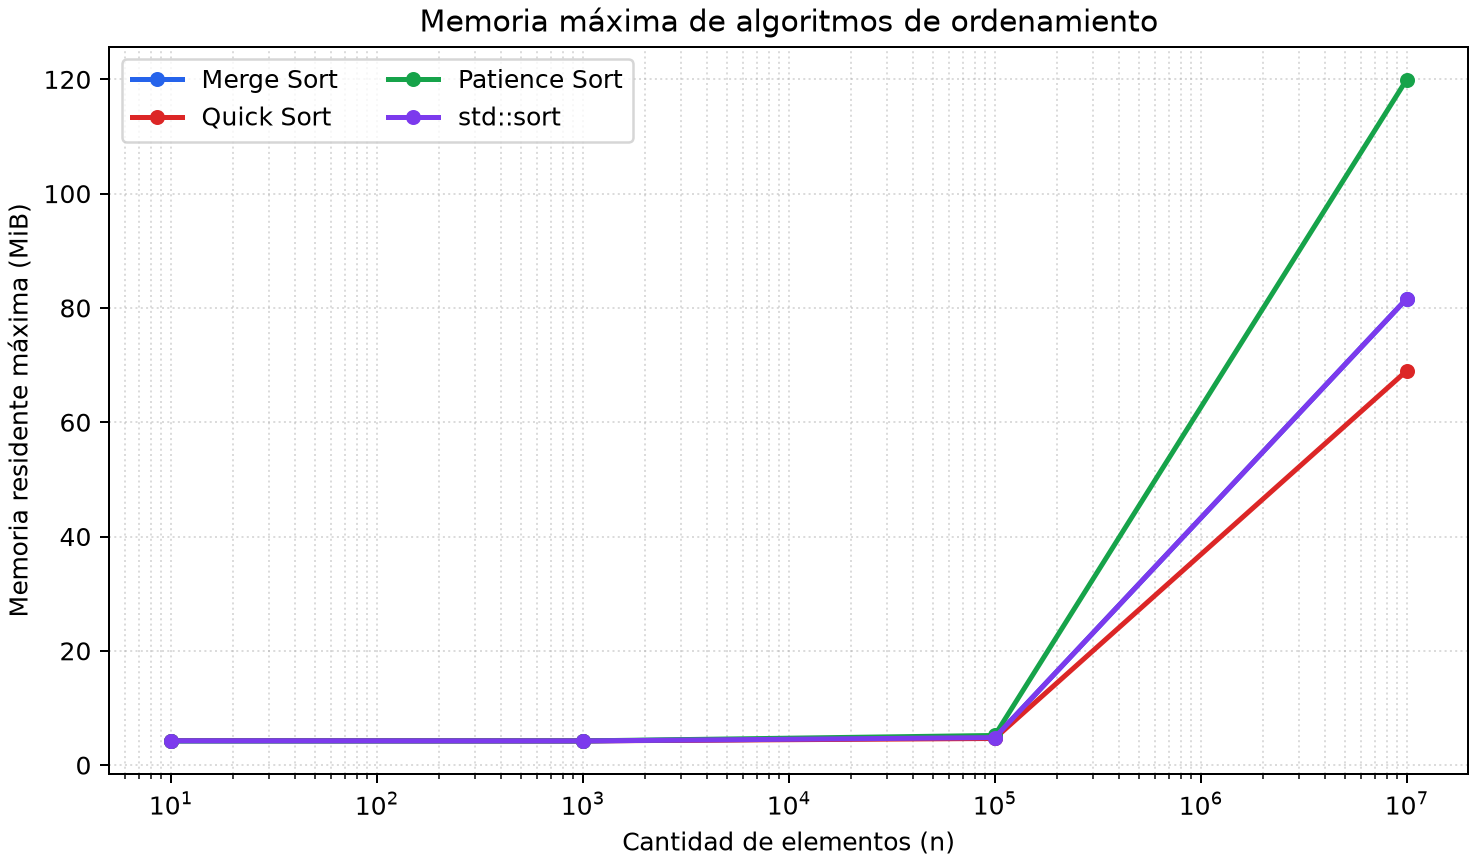 Memoria máxima de algoritmos de ordenamiento
Merge Sort
Quick Sort
Patience Sort
std::sort
Memoria residente máxima (MiB)
120
100
80
60
40
20
0
10¹ 10² 10³ 10⁴ 10⁵ 10⁶ 10⁷
Cantidad de elementos (n)